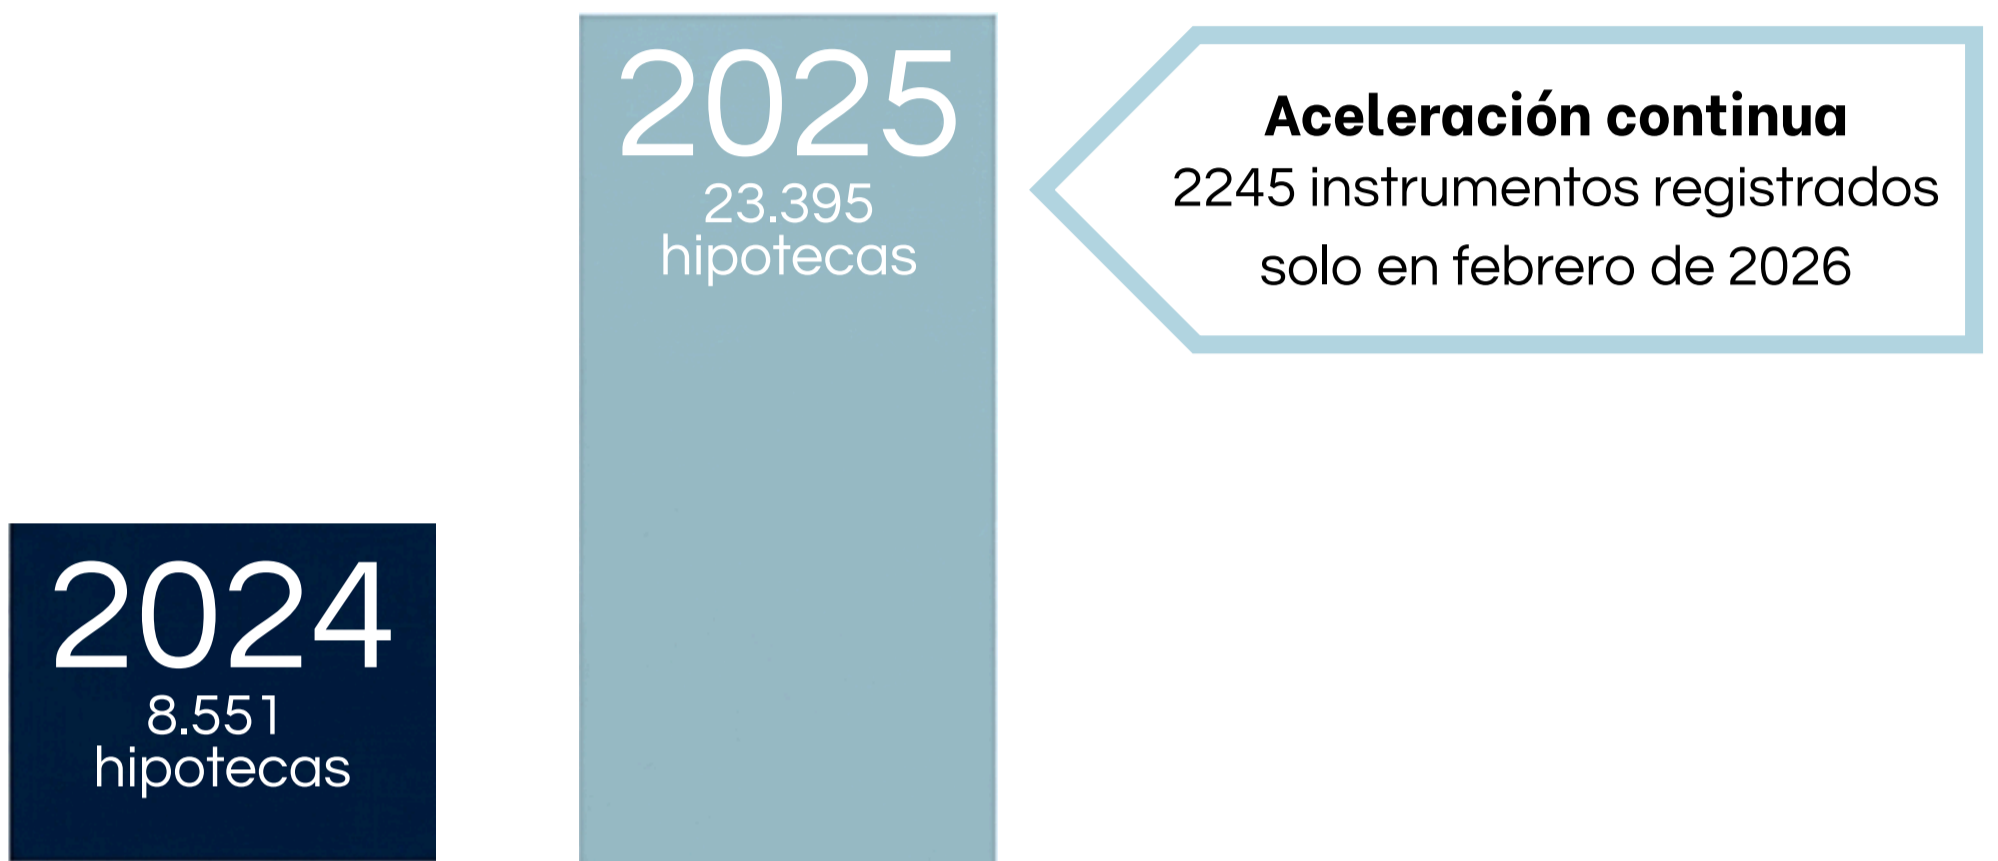 2025
23.395
hipotecas
Aceleración continua
2245 instrumentos registrados
solo en febrero de 2026
2024
8.551
hipotecas